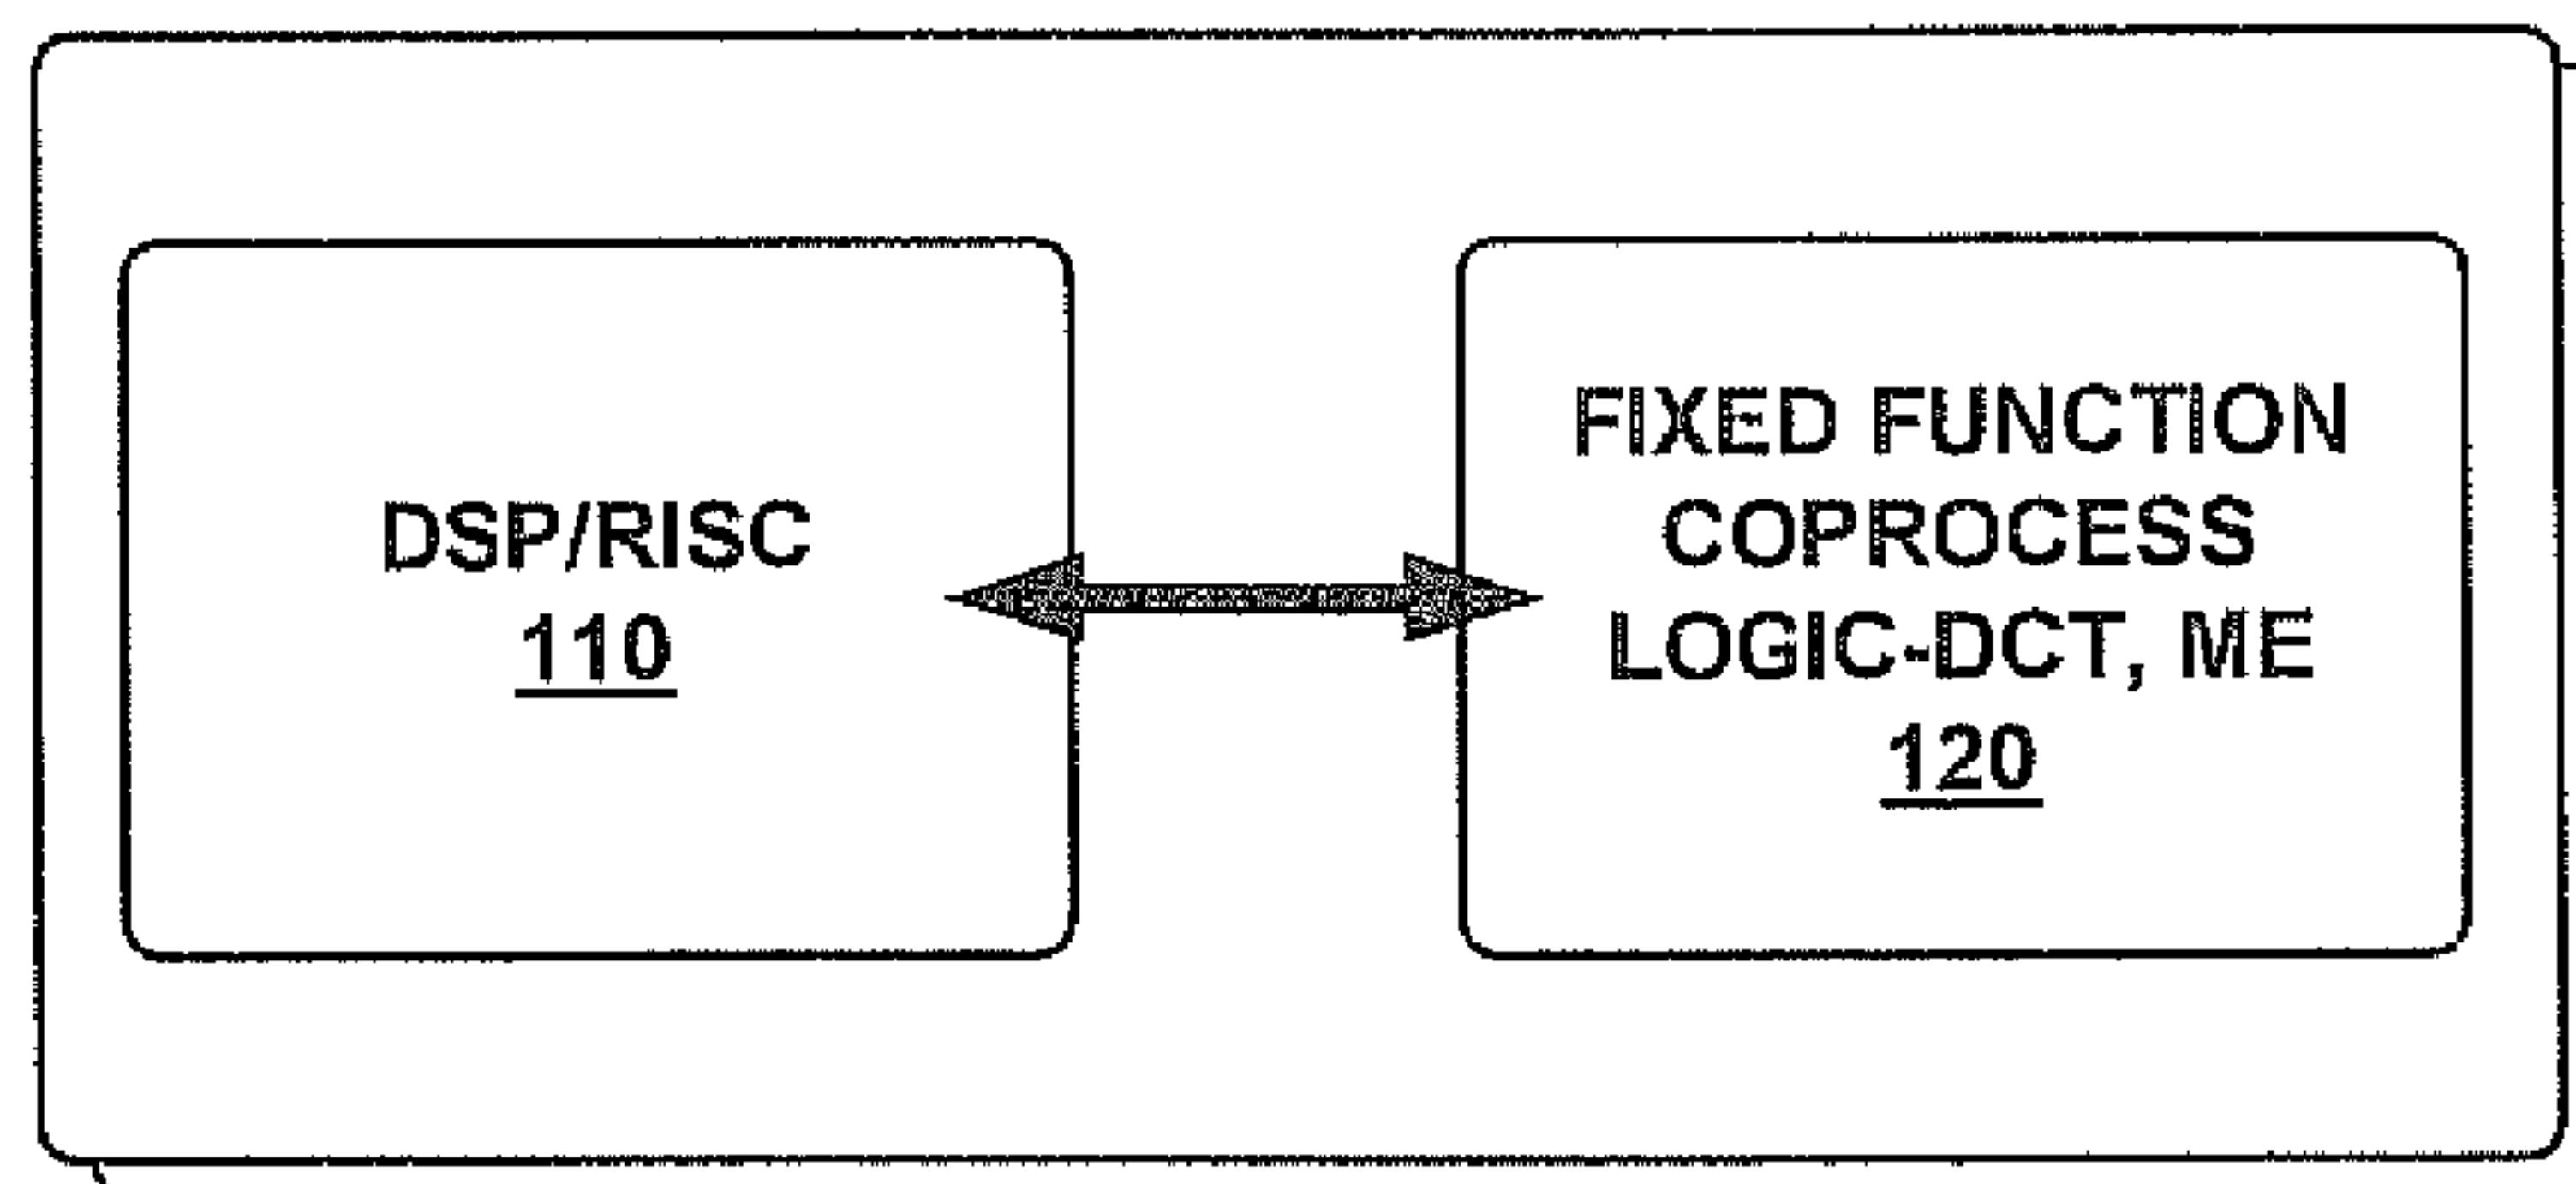 DSP/RISC
110
FIXED FUNCTION
COPROCESS
LOGIC-DCT, ME
120